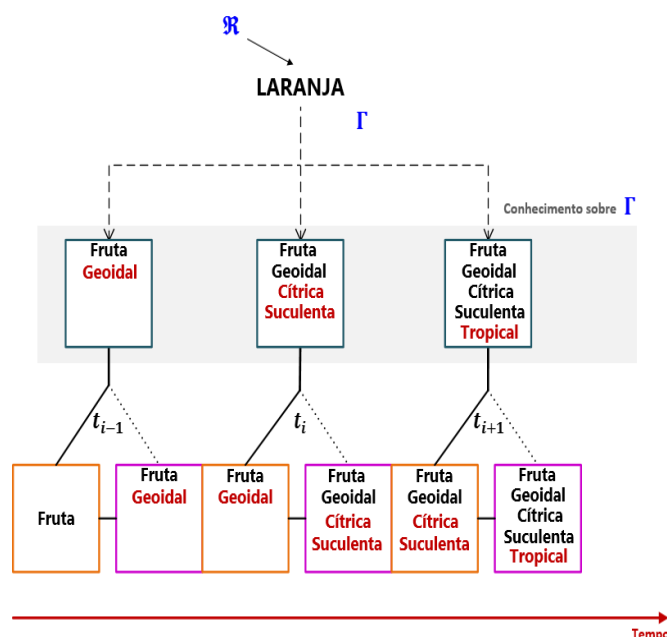 ℜ
LARANJA
Γ
Conhecimento sobre Γ
Fruta
Geoidal
Fruta
Geoidal
Cítrica
Suculenta
Fruta
Geoidal
Cítrica
Suculenta
Tropical
t_{i-1}
t_i
t_{i+1}
Fruta
Fruta
Geoidal
Fruta
Geoidal
Fruta
Geoidal
Cítrica
Suculenta
Fruta
Geoidal
Cítrica
Suculenta
Fruta
Geoidal
Cítrica
Suculenta
Tropical
Tempo